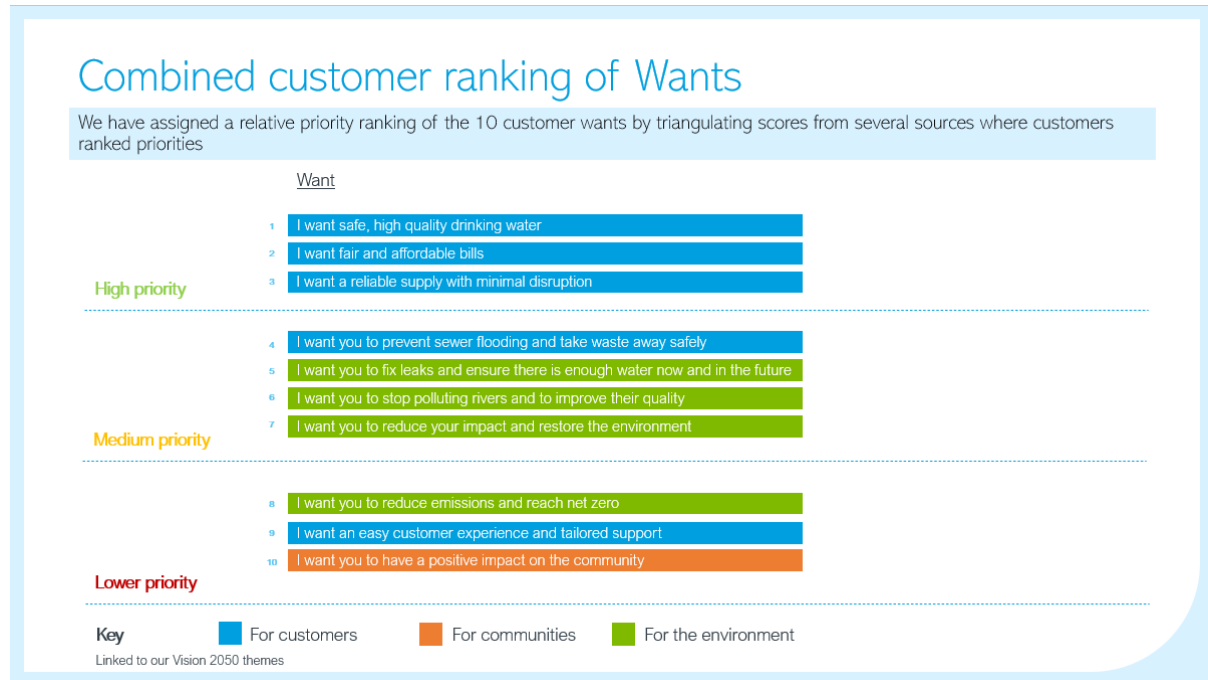 Combined customer ranking of Wants
We have assigned a relative priority ranking of the 10 customer wants by triangulating scores from several sources where customers
ranked priorities
Want
1 I want safe, high quality drinking water
2 I want fair and affordable bills
3 I want a reliable supply with minimal disruption
High priority
4 I want you to prevent sewer flooding and take waste away safely
5 I want you to fix leaks and ensure there is enough water now and in the future
6 I want you to stop polluting rivers and to improve their quality
7 I want you to reduce your impact and restore the environment
Medium priority
8 I want you to reduce emissions and reach net zero
9 I want an easy customer experience and tailored support
10 I want you to have a positive impact on the community
Lower priority
Key For customers For communities For the environment
Linked to our Vision 2050 themes